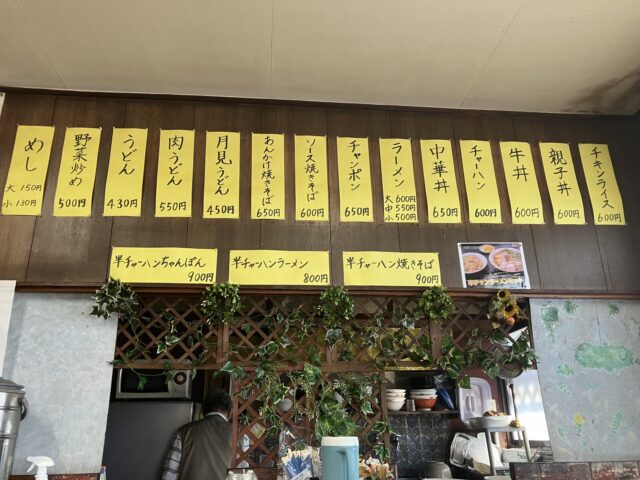 めし
大 150円
小 130円
野菜炒め
500円
うどん
430円
肉うどん
550円
月見うどん
450円
あんかけ焼きそば
650円
ソース焼きそば
600円
チャンポン
650円
ラーメン
大 600円
中 550円
小 500円
中華丼
650円
チャーハン
600円
牛丼
600円
親子丼
600円
チキンライス
600円
半チャーハンちゃんぽん
900円
半チャーハンラーメン
800円
半チャーハン焼きそば
900円